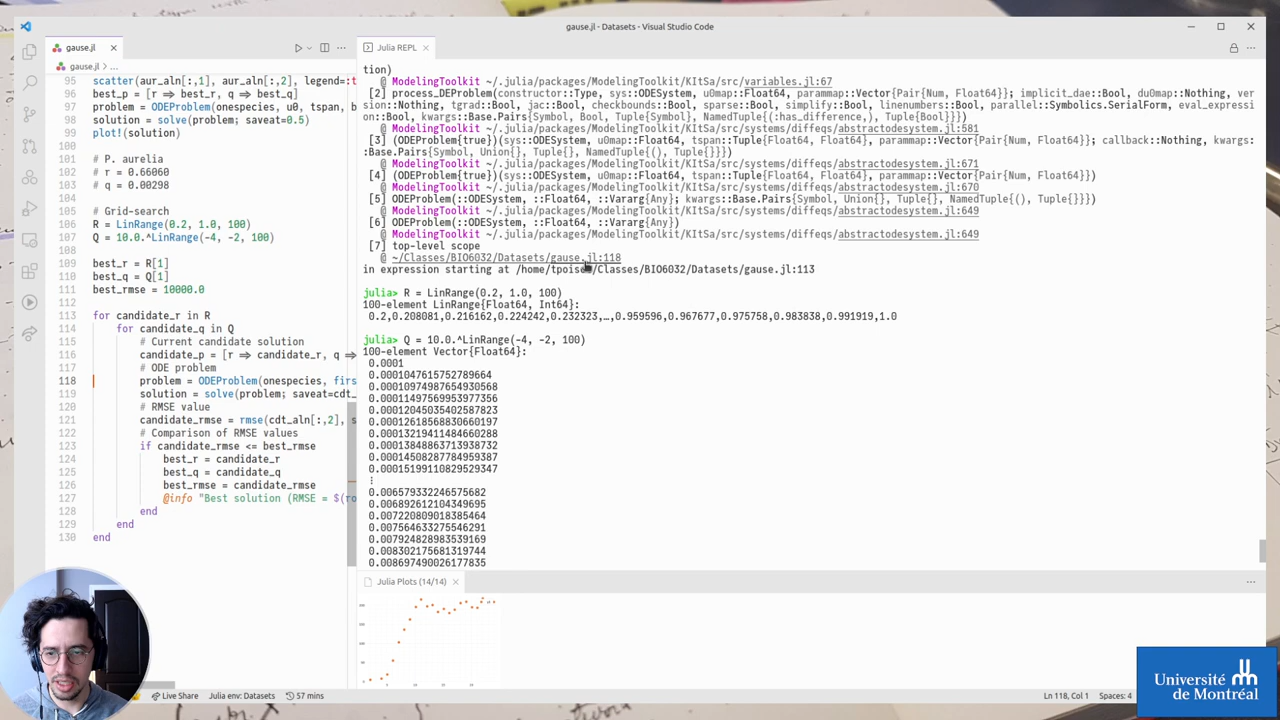 gause.jl - Datasets - Visual Studio Code
gause.jl
gause.jl > ...
95 scatter(aur_aln[:,1], aur_aln[:,2], legend=:t
96 best_p = [r => best_r, q => best_q]
97 problem = ODEProblem(onespecies, u0, tspan,
98 solution = solve(problem; saveat=0.5)
99 plot!(solution)
100
101 # P. aurelia
102 # r = 0.66060
103 # q = 0.00298
104
105 # Grid-search
106 R = LinRange(0.2, 1.0, 100)
107 Q = 10.0.^LinRange(-4, -2, 100)
108
109 best_r = R[1]
110 best_q = Q[1]
111 best_rmse = 10000.0
112
113 for candidate_r in R
114 for candidate_q in Q
115 # Current candidate solution
116 candidate_p = [r => candidate_r, q =>
117 # ODE problem
118 problem = ODEProblem(onespecies, firs
119 solution = solve(problem; saveat=cdt_
120 # RMSE value
121 candidate_rmse = rmse(cdt_aln[:,2], s
122 # Comparison of RMSE values
123 if candidate_rmse <= best_rmse
124 best_r = candidate_r
125 best_q = candidate_q
126 best_rmse = candidate_rmse
127 @info "Best solution (RMSE = $(ro
128 end
129 end
130 end
Julia REPL
tion)
@ ModelingToolkit ~/.julia/packages/ModelingToolkit/KItSa/src/variables.jl:67
[2] process_DEProblem(constructor::Type, sys::ODESystem, u0map::Float64, parammap::Vector{Pair{Num, Float64}}; implicit_dae::Bool, du0map::Nothing, ver
sion::Nothing, tgrad::Bool, jac::Bool, checkbounds::Bool, sparse::Bool, simplify::Bool, linenumbers::Bool, parallel::Symbolics.SerialForm, eval_expressi
on::Bool, kwargs::Base.Pairs{Symbol, Bool, Tuple{Symbol}, NamedTuple{(:has_difference,), Tuple{Bool}}})
@ ModelingToolkit ~/.julia/packages/ModelingToolkit/KItSa/src/systems/diffeqs/abstractodesystem.jl:581
[3] (ODEProblem{true})(sys::ODESystem, u0map::Float64, tspan::Tuple{Float64, Float64}, parammap::Vector{Pair{Num, Float64}}; callback::Nothing, kwargs:
:Base.Pairs{Symbol, Union{}, Tuple{}, NamedTuple{(), Tuple{}}})
@ ModelingToolkit ~/.julia/packages/ModelingToolkit/KItSa/src/systems/diffeqs/abstractodesystem.jl:671
[4] (ODEProblem{true})(sys::ODESystem, u0map::Float64, tspan::Tuple{Float64, Float64}, parammap::Vector{Pair{Num, Float64}})
@ ModelingToolkit ~/.julia/packages/ModelingToolkit/KItSa/src/systems/diffeqs/abstractodesystem.jl:670
[5] ODEProblem(::ODESystem, ::Float64, ::Vararg{Any}; kwargs::Base.Pairs{Symbol, Union{}, Tuple{}, NamedTuple{(), Tuple{}}})
@ ModelingToolkit ~/.julia/packages/ModelingToolkit/KItSa/src/systems/diffeqs/abstractodesystem.jl:649
[6] ODEProblem(::ODESystem, ::Float64, ::Vararg{Any})
@ ModelingToolkit ~/.julia/packages/ModelingToolkit/KItSa/src/systems/diffeqs/abstractodesystem.jl:649
[7] top-level scope
@ ~/Classes/BIO6032/Datasets/gause.jl:118
in expression starting at /home/tpoiso/Classes/BIO6032/Datasets/gause.jl:113
julia> R = LinRange(0.2, 1.0, 100)
100-element LinRange{Float64, Int64}:
0.2,0.208081,0.216162,0.224242,0.232323,…,0.959596,0.967677,0.975758,0.983838,0.991919,1.0
julia> Q = 10.0.^LinRange(-4, -2, 100)
100-element Vector{Float64}:
0.0001
0.00010476157527896​64
0.00010974987654930568
0.00011497569953977356
0.00012045035402587823
0.00012618568830660197
0.00013219411484660288
0.00013848863713938732
0.00014508287784959387
0.00015199110829529347
⋮
0.006579332246575682
0.006892612104349695
0.007220809018385464
0.007564633275546291
0.007924828983539169
0.008302175681319744
0.008697490026177835
Julia Plots (14/14)
Live Share
Julia env: Datasets
57 mins
Ln 118, Col 1
Spaces: 4
Université
de Montréal